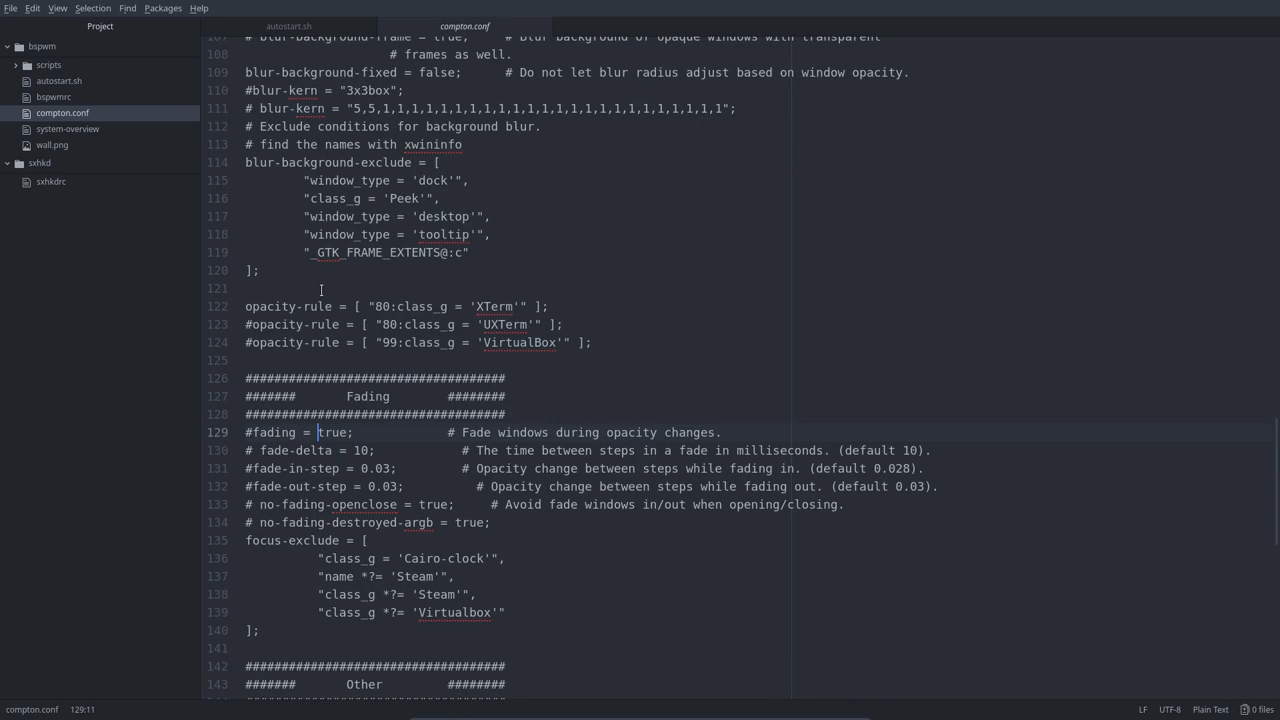 File Edit View Selection Find Packages Help
Project
autostart.sh
compton.conf
bspwm
scripts
autostart.sh
bspwmrc
compton.conf
system-overview
wall.png
sxhkd
sxhkdrc
# blur-background-frame = true; # Blur background of opaque windows with transparent
108 # frames as well.
109 blur-background-fixed = false; # Do not let blur radius adjust based on window opacity.
110 #blur-kern = "3x3box";
111 # blur-kern = "5,5,1,1,1,1,1,1,1,1,1,1,1,1,1,1,1,1,1,1,1,1,1,1,1,1";
112 # Exclude conditions for background blur.
113 # find the names with xwininfo
114 blur-background-exclude = [
115 "window_type = 'dock'",
116 "class_g = 'Peek'",
117 "window_type = 'desktop'",
118 "window_type = 'tooltip'",
119 "_GTK_FRAME_EXTENTS@:c"
120 ];
121
122 opacity-rule = [ "80:class_g = 'XTerm'" ];
123 #opacity-rule = [ "80:class_g = 'UXTerm'" ];
124 #opacity-rule = [ "99:class_g = 'VirtualBox'" ];
125
126 ####################################
127 ####### Fading ########
128 ####################################
129 #fading = true; # Fade windows during opacity changes.
130 # fade-delta = 10; # The time between steps in a fade in milliseconds. (default 10).
131 #fade-in-step = 0.03; # Opacity change between steps while fading in. (default 0.028).
132 #fade-out-step = 0.03; # Opacity change between steps while fading out. (default 0.03).
133 # no-fading-openclose = true; # Avoid fade windows in/out when opening/closing.
134 # no-fading-destroyed-argb = true;
135 focus-exclude = [
136 "class_g = 'Cairo-clock'",
137 "name *?= 'Steam'",
138 "class_g *?= 'Steam'",
139 "class_g *?= 'Virtualbox'"
140 ];
141
142 ####################################
143 ####### Other ########
compton.conf 129:11
LF UTF-8 Plain Text 0 files